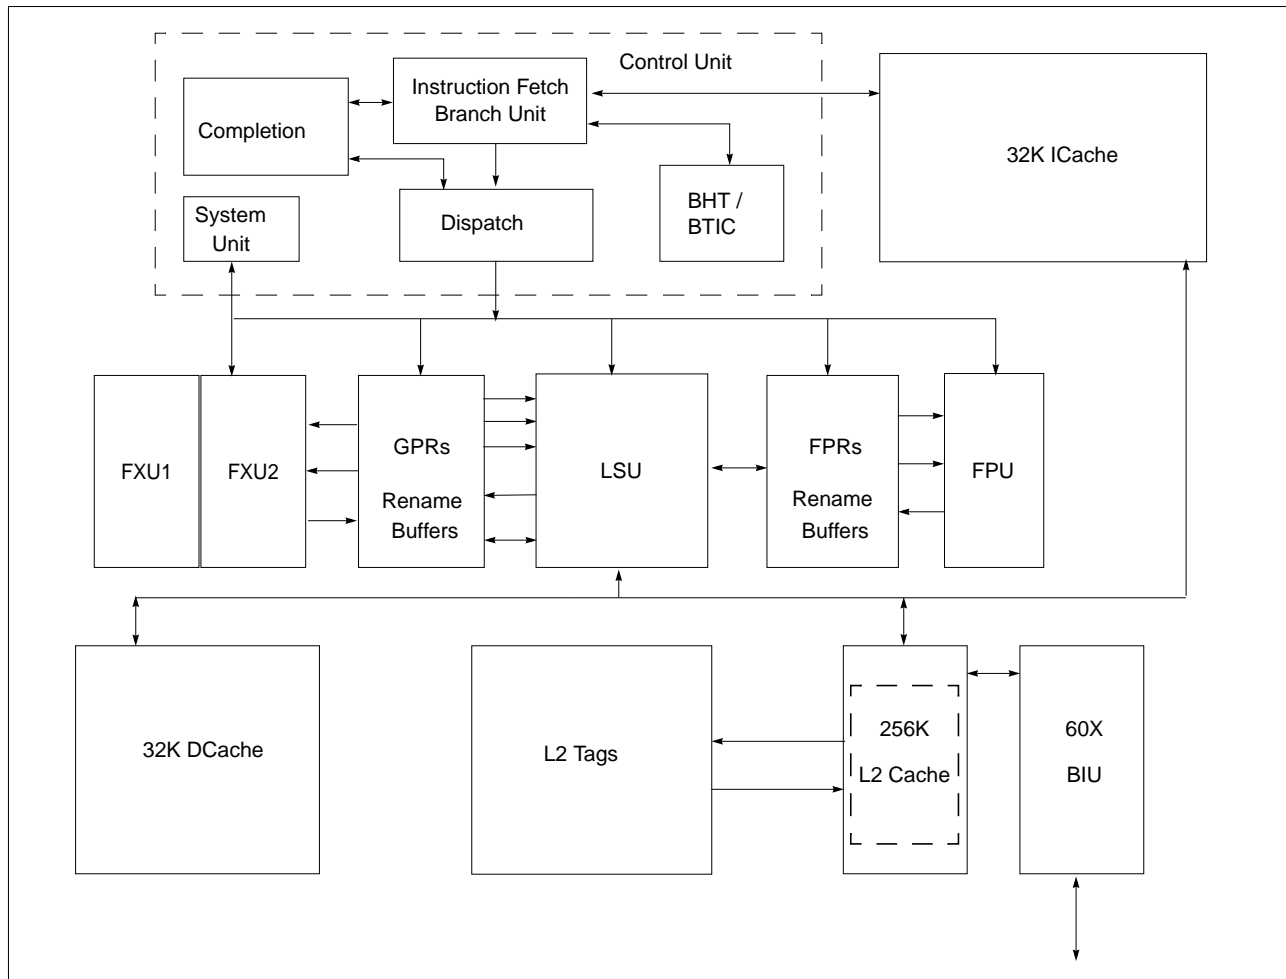 Control Unit
Instruction Fetch
Branch Unit
Completion
32K ICache
System
Unit
Dispatch
BHT /
BTIC
FXU1
FXU2
GPRs
Rename
Buffers
LSU
FPRs
Rename
Buffers
FPU
32K DCache
L2 Tags
256K
L2 Cache
60X
BIU